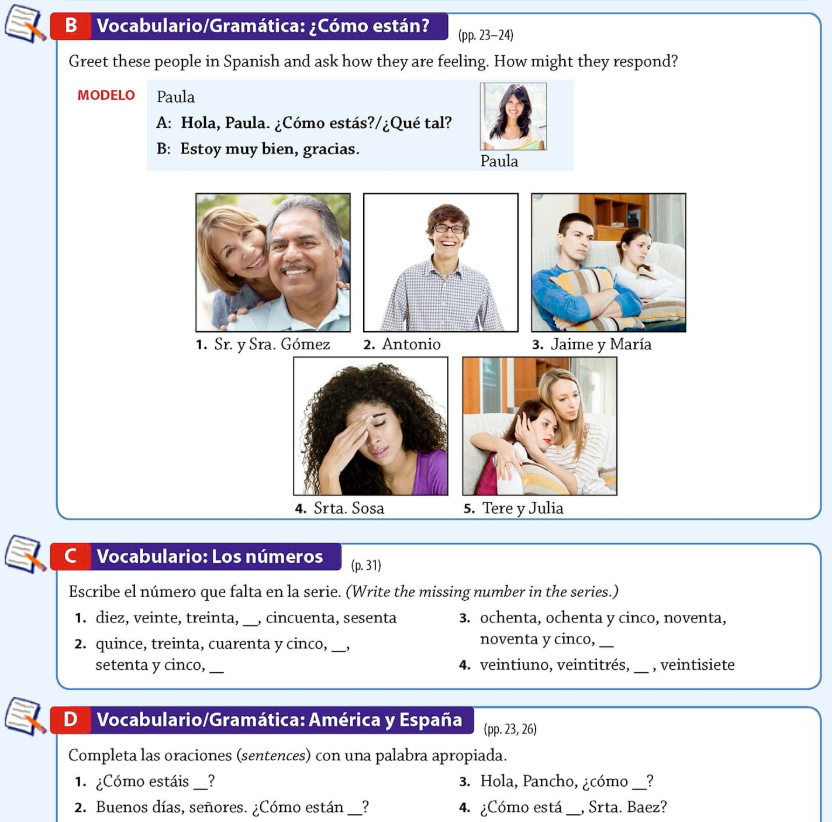 B Vocabulario/Gramática: ¿Cómo están? (pp. 23–24)
Greet these people in Spanish and ask how they are feeling. How might they respond?
MODELO Paula
A: Hola, Paula. ¿Cómo estás?/¿Qué tal?
B: Estoy muy bien, gracias.
Paula
1. Sr. y Sra. Gómez
2. Antonio
3. Jaime y María
4. Srta. Sosa
5. Tere y Julia
C Vocabulario: Los números (p. 31)
Escribe el número que falta en la serie. (Write the missing number in the series.)
1. diez, veinte, treinta, __, cincuenta, sesenta
2. quince, treinta, cuarenta y cinco, __,
setenta y cinco, __
3. ochenta, ochenta y cinco, noventa,
noventa y cinco, __
4. veintiuno, veintitrés, __ , veintisiete
D Vocabulario/Gramática: América y España (pp. 23, 26)
Completa las oraciones (sentences) con una palabra apropiada.
1. ¿Cómo estáis __?
2. Buenos días, señores. ¿Cómo están __?
3. Hola, Pancho, ¿cómo __?
4. ¿Cómo está __, Srta. Baez?